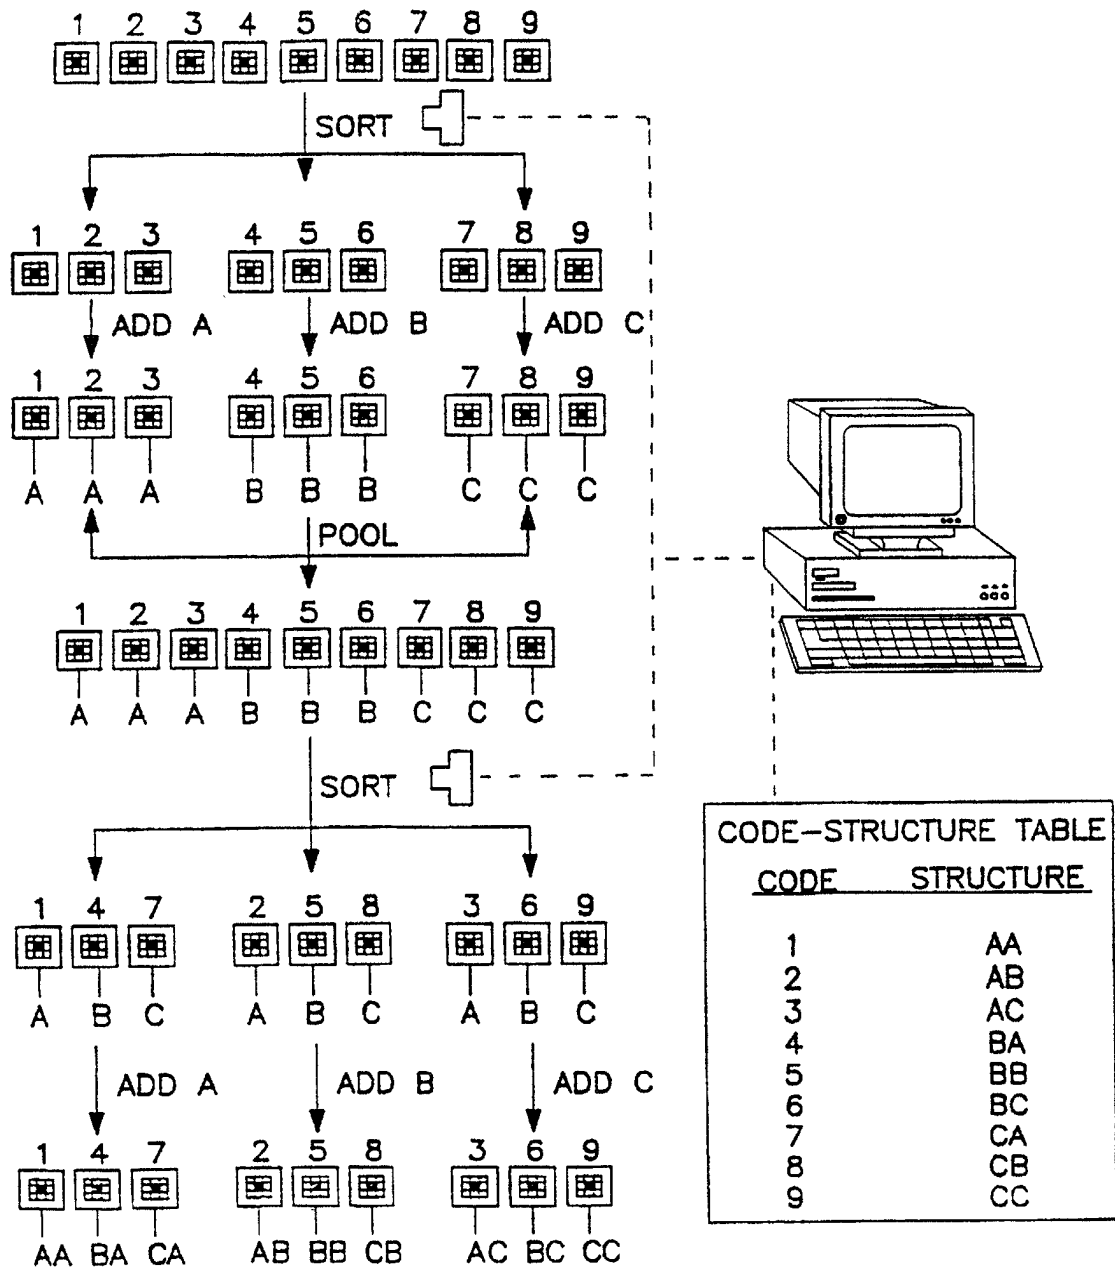 1 2 3 4 5 6 7 8 9
SORT
1 2 3 4 5 6 7 8 9
ADD A ADD B ADD C
1 2 3 4 5 6 7 8 9
A A A B B B C C C
POOL
1 2 3 4 5 6 7 8 9
A A A B B B C C C
SORT
1 4 7 2 5 8 3 6 9
A B C A B C A B C
ADD A ADD B ADD C
1 4 7 2 5 8 3 6 9
AA BA CA AB BB CB AC BC CC
CODE-STRUCTURE TABLE
CODE STRUCTURE
1 AA
2 AB
3 AC
4 BA
5 BB
6 BC
7 CA
8 CB
9 CC